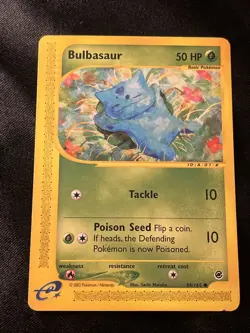 Bulbasaur 50 HP
Basic Pokémon
Tackle 10
Poison Seed Flip a coin.
If heads, the Defending
Pokémon is now Poisoned.
10
weakness resistance retreat cost
e